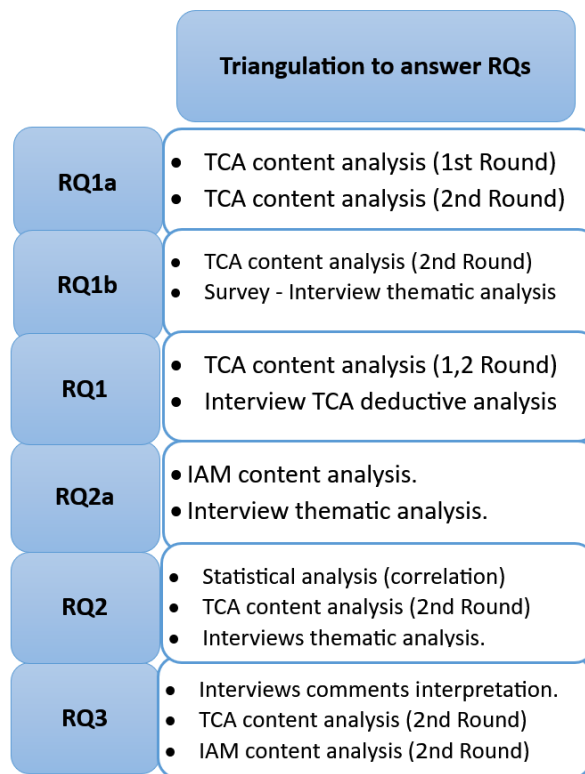 Triangulation to answer RQs
RQ1a
• TCA content analysis (1st Round)
• TCA content analysis (2nd Round)
RQ1b
• TCA content analysis (2nd Round)
• Survey - Interview thematic analysis
RQ1
• TCA content analysis (1,2 Round)
• Interview TCA deductive analysis
RQ2a
• IAM content analysis.
• Interview thematic analysis.
RQ2
• Statistical analysis (correlation)
• TCA content analysis (2nd Round)
• Interviews thematic analysis.
RQ3
• Interviews comments interpretation.
• TCA content analysis (2nd Round)
• IAM content analysis (2nd Round)